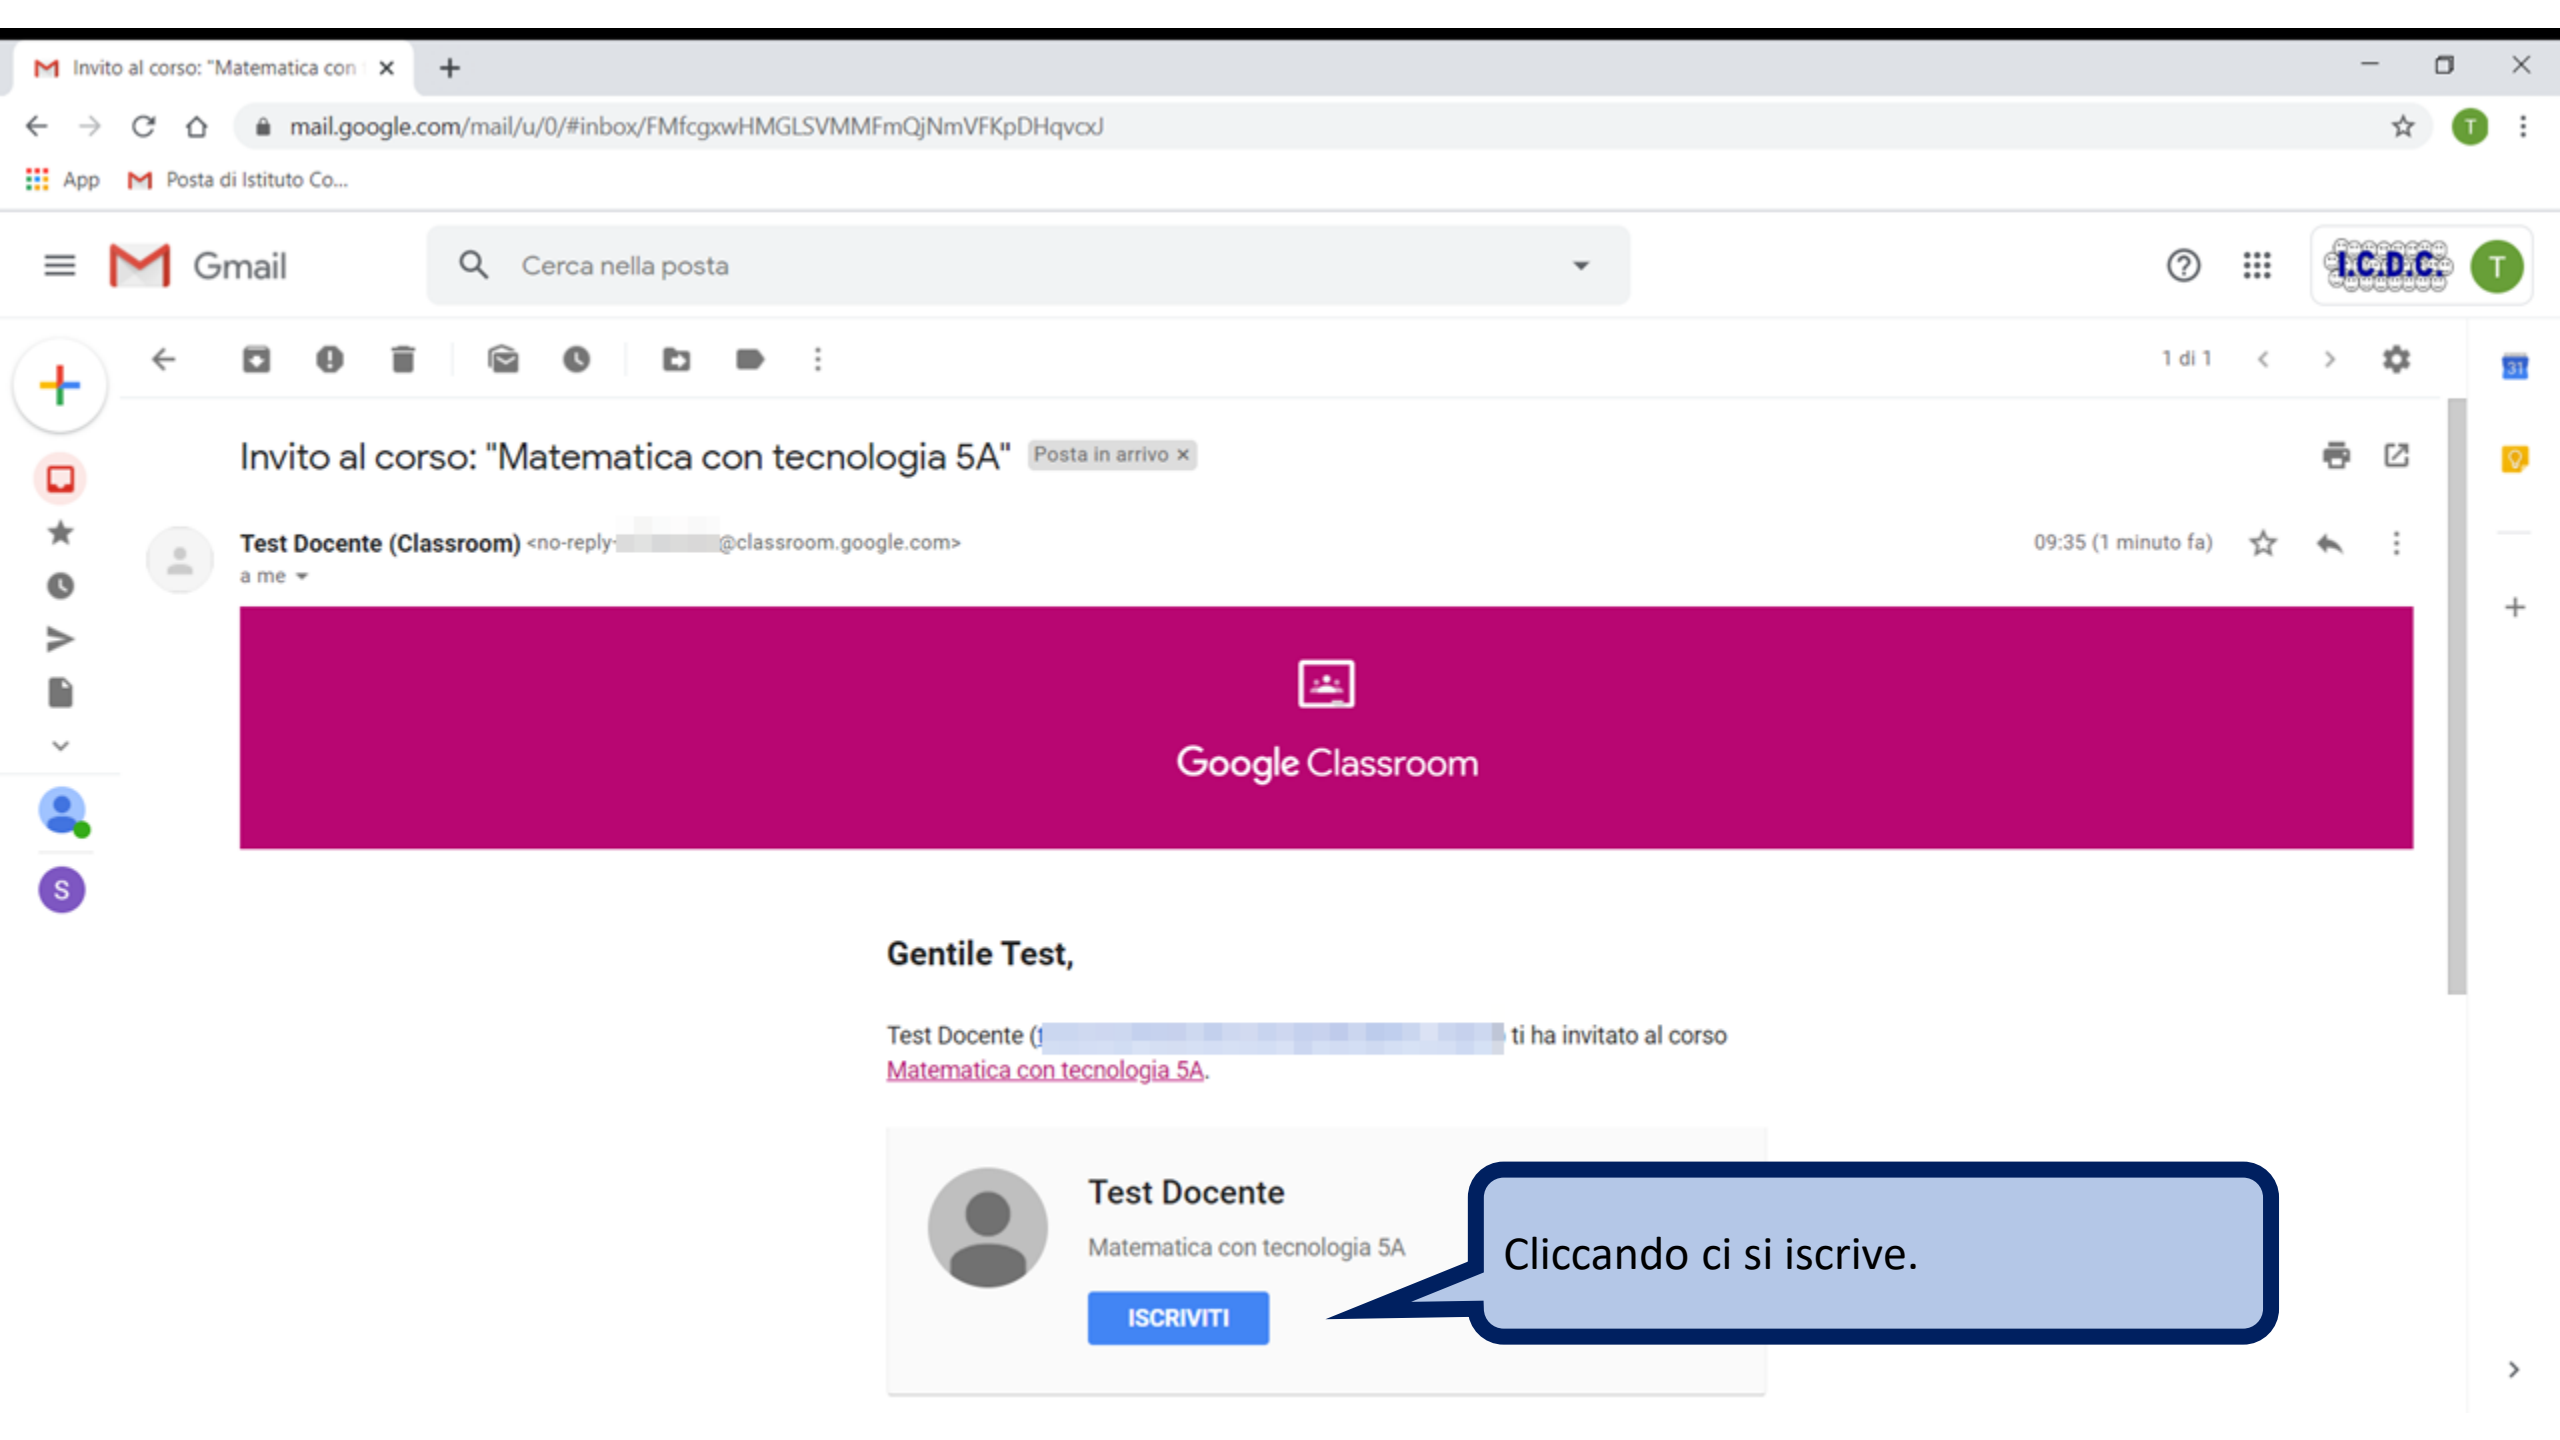 Invito al corso: "Matematica con
mail.google.com/mail/u/0/#inbox/FMfcgxwHMGLSVMMFmQjNmVFKpDHqvcxJ
T
App
Posta di Istituto Co...
Gmail
Cerca nella posta
I.C.D.C.
T
1 di 1
31
Invito al corso: "Matematica con tecnologia 5A" Posta in arrivo ×
Test Docente (Classroom) <no-reply- @classroom.google.com>
09:35 (1 minuto fa)
a me
Google Classroom
S
Gentile Test,
Test Docente (t ti ha invitato al corso
Matematica con tecnologia 5A.
Test Docente
Matematica con tecnologia 5A
ISCRIVITI
Cliccando ci si iscrive.